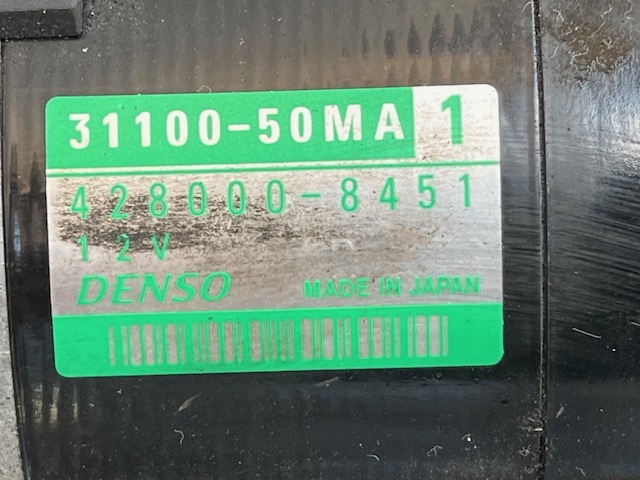 31100-50MA 1
428000-8451
12V
DENSO MADE IN JAPAN